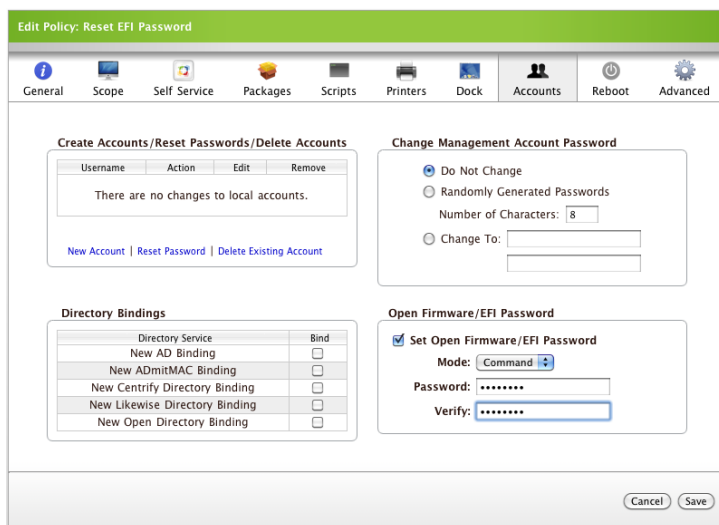 Edit Policy: Reset EFI Password
General Scope Self Service Packages Scripts Printers Dock Accounts Reboot Advanced
Create Accounts/Reset Passwords/Delete Accounts
Username Action Edit Remove
There are no changes to local accounts.
New Account | Reset Password | Delete Existing Account
Change Management Account Password
Do Not Change
Randomly Generated Passwords
Number of Characters: 8
Change To:
Directory Bindings
Directory Service Bind
New AD Binding
New ADmitMAC Binding
New Centrify Directory Binding
New Likewise Directory Binding
New Open Directory Binding
Open Firmware/EFI Password
Set Open Firmware/EFI Password
Mode: Command
Password: ••••••••
Verify: ••••••••
Cancel Save